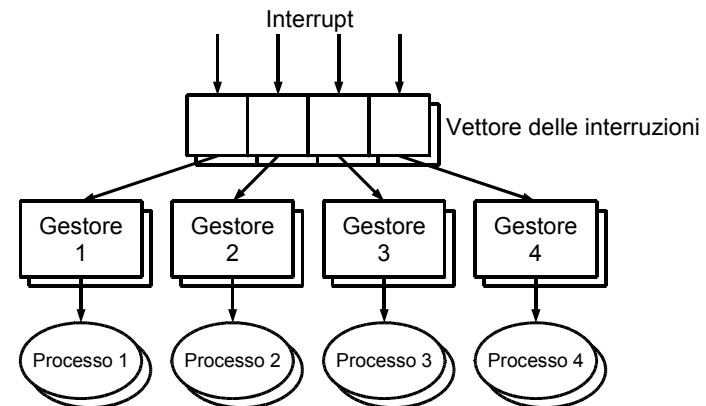 Interrupt
Vettore delle interruzioni
Gestore
1
Gestore
2
Gestore
3
Gestore
4
Processo 1
Processo 2
Processo 3
Processo 4